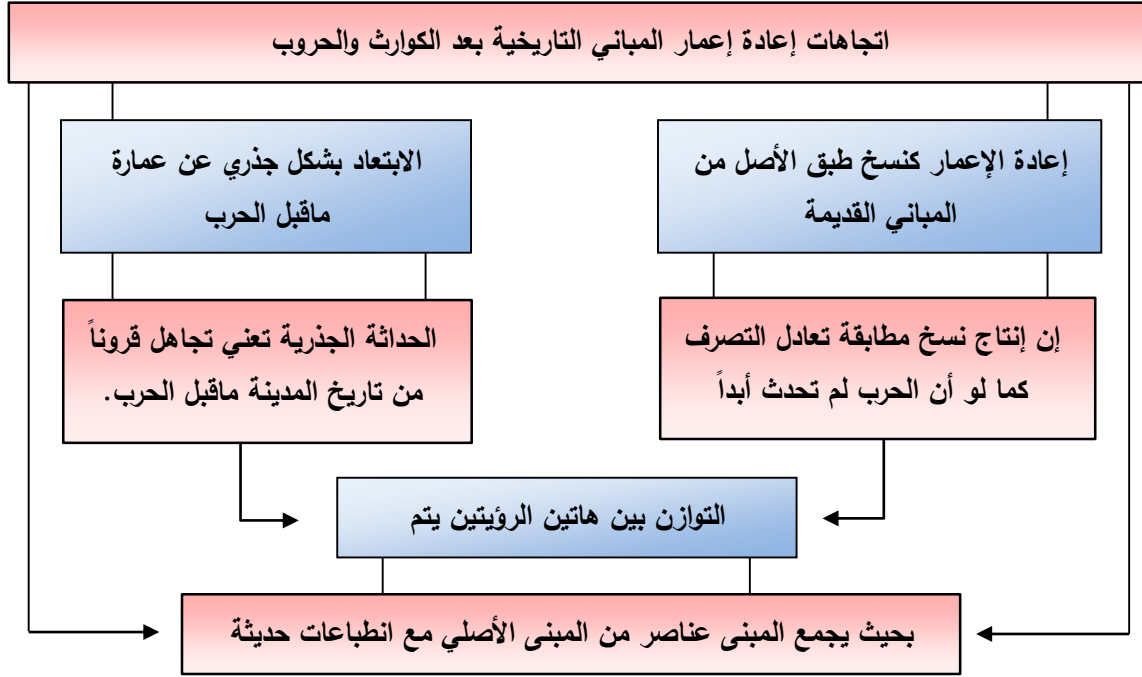 اتجاهات إعادة إعمار المباني التاريخية بعد الكوارث والحروب
إعادة الإعمار كنسخ طبق الأصل من
المباني القديمة
الابتعاد بشكل جذري عن عمارة
ماقبل الحرب
إن إنتاج نسخ مطابقة تعادل التصرف
كما لو أن الحرب لم تحدث أبداً
الحداثة الجذرية تعني تجاهل قروناً
من تاريخ المدينة ماقبل الحرب.
التوازن بين هاتين الرؤيتين يتم
بحيث يجمع المبنى عناصر من المبنى الأصلي مع انطباعات حديثة